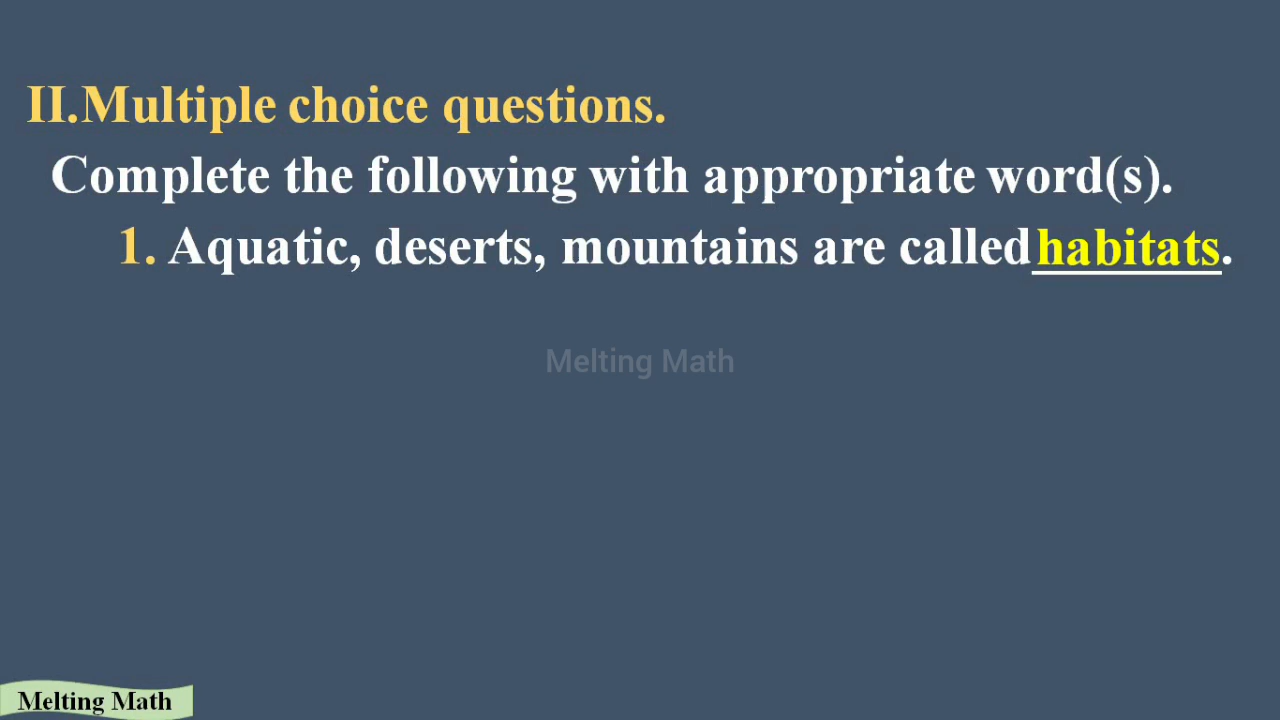 II.Multiple choice questions.
Complete the following with appropriate word(s).
1. Aquatic, deserts, mountains are called habitats.
Melting Math
Melting Math